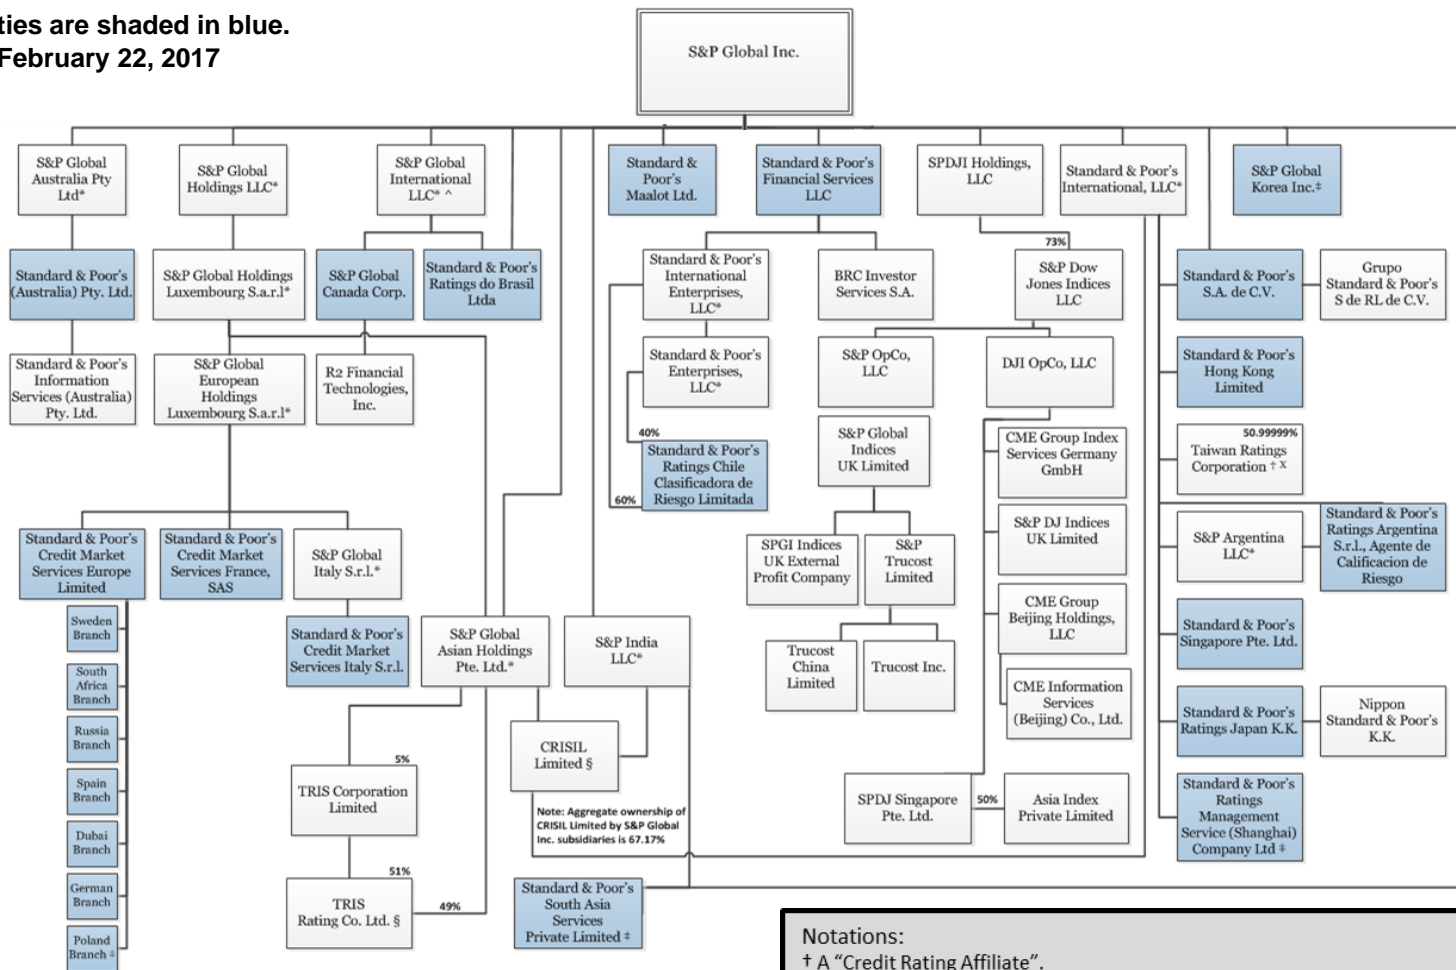 ties are shaded in blue.
February 22, 2017
S&P Global Inc.
S&P Global
Australia Pty
Ltd*
S&P Global
Holdings LLC*
S&P Global
International
LLC* ^
Standard &
Poor's
Maalot Ltd.
Standard & Poor's
Financial Services
LLC
SPDJI Holdings,
LLC
Standard & Poor's
International, LLC*
S&P Global
Korea Inc.‡
Standard & Poor's
(Australia) Pty. Ltd.
S&P Global Holdings
Luxembourg S.a.r.l*
S&P Global
Canada Corp.
Standard & Poor's
Ratings do Brasil
Ltda
Standard & Poor's
International
Enterprises,
LLC*
BRC Investor
Services S.A.
73%
S&P Dow
Jones Indices
LLC
Standard & Poor's
S.A. de C.V.
Grupo
Standard & Poor's
S de RL de C.V.
Standard & Poor's
Information
Services (Australia)
Pty. Ltd.
S&P Global
European
Holdings
Luxembourg S.a.r.l*
R2 Financial
Technologies,
Inc.
Standard & Poor's
Enterprises,
LLC*
S&P OpCo,
LLC
DJI OpCo, LLC
Standard & Poor's
Hong Kong
Limited
40%
Standard & Poor's
Ratings Chile
Clasificadora de
Riesgo Limitada
60%
S&P Global
Indices
UK Limited
CME Group Index
Services Germany
GmbH
50.99999%
Taiwan Ratings
Corporation † X
Standard & Poor's
Credit Market
Services Europe
Limited
Standard & Poor's
Credit Market
Services France,
SAS
S&P Global
Italy S.r.l.*
SPGI Indices
UK External
Profit Company
S&P
Trucost
Limited
S&P DJ Indices
UK Limited
S&P Argentina
LLC*
Standard & Poor's
Ratings Argentina
S.r.l., Agente de
Calificacion de
Riesgo
Sweden
Branch
South
Africa
Branch
Russia
Branch
Spain
Branch
Dubai
Branch
German
Branch
Poland
Branch ‡
Standard & Poor's
Credit Market
Services Italy S.r.l.
S&P Global
Asian Holdings
Pte. Ltd.*
S&P India
LLC*
Trucost
China
Limited
Trucost Inc.
CME Group
Beijing Holdings,
LLC
Standard & Poor's
Singapore Pte. Ltd.
CME Information
Services
(Beijing) Co., Ltd.
Standard & Poor's
Ratings Japan K.K.
Nippon
Standard & Poor's
K.K.
CRISIL
Limited §
5%
TRIS Corporation
Limited
Note: Aggregate ownership of
CRISIL Limited by S&P Global
Inc. subsidiaries is 67.17%
SPDJ Singapore
Pte. Ltd.
50%
Asia Index
Private Limited
Standard & Poor's
Ratings
Management
Service (Shanghai)
Company Ltd ‡
51%
TRIS
Rating Co. Ltd. §
49%
Standard & Poor's
South Asia
Services
Private Limited ‡
Notations:
† A “Credit Rating Affiliate”.